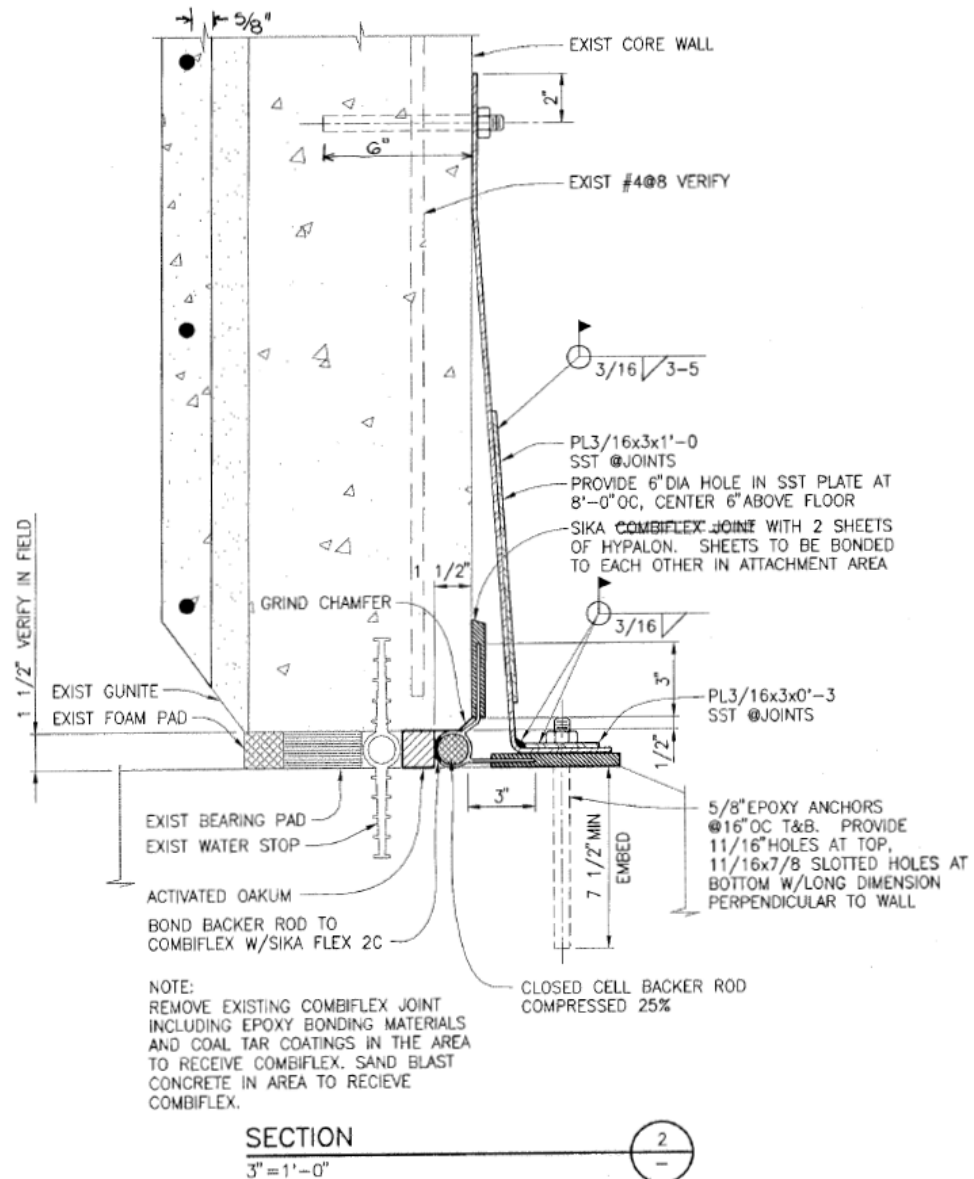 5/8"
EXIST CORE WALL
2"
6"
EXIST #4@8 VERIFY
3/16 3-5
PL3/16x3x1'-0
SST @JOINTS
PROVIDE 6"DIA HOLE IN SST PLATE AT
8'-0"OC, CENTER 6"ABOVE FLOOR
SIKA COMBIFLEX JOINT WITH 2 SHEETS
OF HYPALON. SHEETS TO BE BONDED
TO EACH OTHER IN ATTACHMENT AREA
1 1/2"
GRIND CHAMFER
3/16
1 1/2" VERIFY IN FIELD
3"
EXIST GUNITE
EXIST FOAM PAD
PL3/16x3x0'-3
SST @JOINTS
1/2"
3"
EXIST BEARING PAD
EXIST WATER STOP
7 1/2"MIN
EMBED
5/8"EPOXY ANCHORS
@16"OC T&B. PROVIDE
11/16"HOLES AT TOP,
11/16x7/8 SLOTTED HOLES AT
BOTTOM W/LONG DIMENSION
PERPENDICULAR TO WALL
ACTIVATED OAKUM
BOND BACKER ROD TO
COMBIFLEX W/SIKA FLEX 2C
CLOSED CELL BACKER ROD
COMPRESSED 25%
NOTE:
REMOVE EXISTING COMBIFLEX JOINT
INCLUDING EPOXY BONDING MATERIALS
AND COAL TAR COATINGS IN THE AREA
TO RECEIVE COMBIFLEX. SAND BLAST
CONCRETE IN AREA TO RECIEVE
COMBIFLEX.
SECTION
3"=1'-0"
2
–